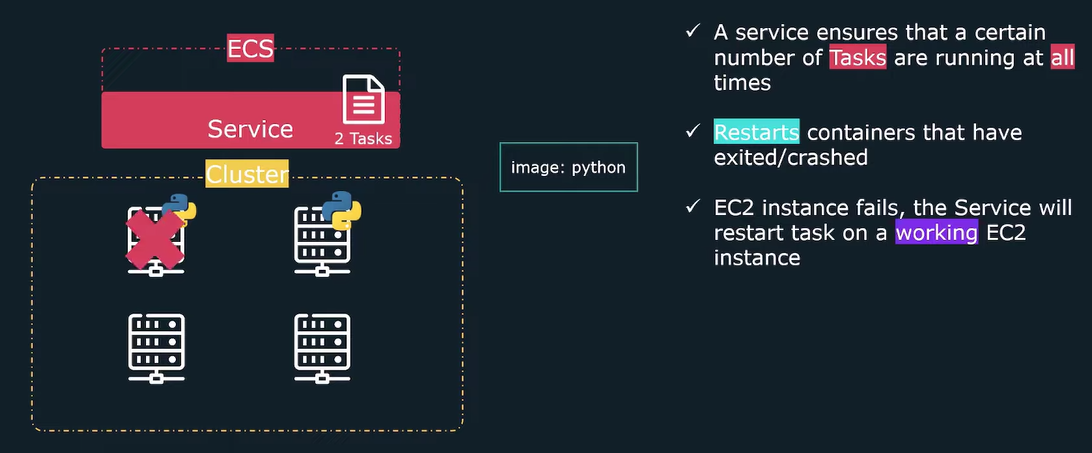 ECS
Service
2 Tasks
Cluster
image: python
✓ A service ensures that a certain
number of Tasks are running at all
times
✓ Restarts containers that have
exited/crashed
✓ EC2 instance fails, the Service will
restart task on a working EC2
instance